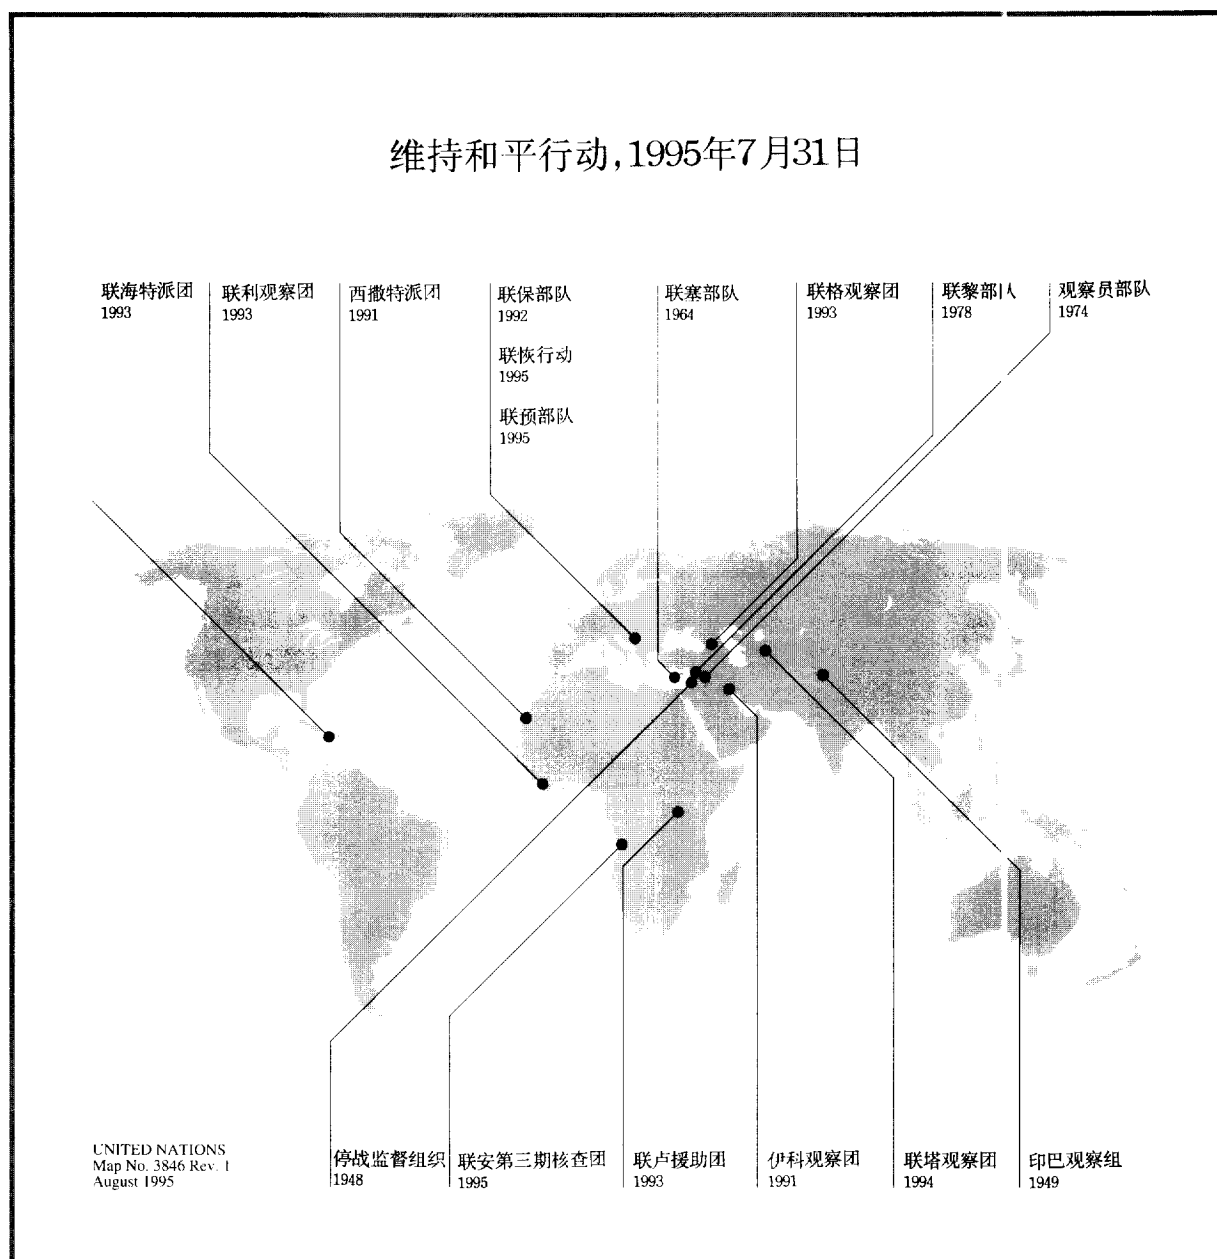 维持和平行动,1995年7月31日
联海特派团
1993
联利观察团
1993
西撒特派团
1991
联保部队
1992
联恢行动
1995
联预部队
1995
联塞部队
1964
联格观察团
1993
联黎部队
1978
观察员部队
1974
停战监督组织
1948
联安第三期核查团
1995
联卢援助团
1993
伊科观察团
1991
联塔观察团
1994
印巴观察组
1949
UNITED NATIONS
Map No. 3846 Rev. 1
August 1995